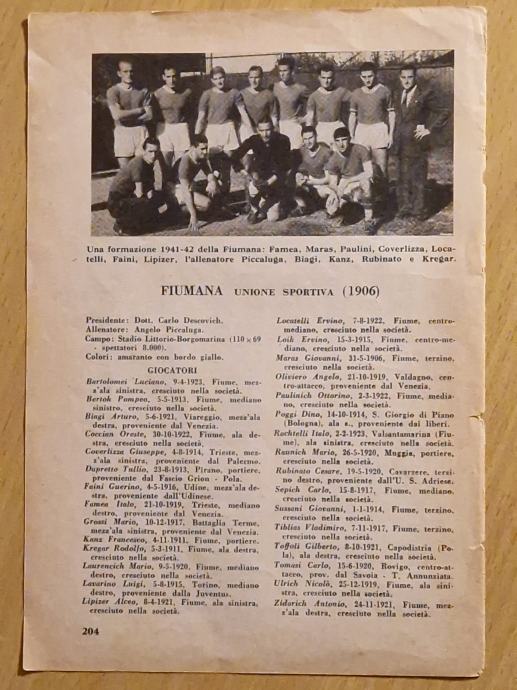 Una formazione 1941-42 della Fiumana: Famea, Maras, Paulini, Coverlizza, Loca-
telli, Faini, Lipizer, l'allenatore Piccaluga, Biagi, Kanz, Rubinato e Kregar.
FIUMANA UNIONE SPORTIVA (1906)
Presidente: Dott. Carlo Descovich.
Allenatore: Angelo Piccaluga.
Campo: Stadio Littorio-Borgomarina (110 × 69
- spettatori 8.000).
Colori: amaranto con bordo giallo.
GIOCATORI
Bartolomei Luciano, 9-4-1923, Fiume, mez-
z'ala sinistra, cresciuto nella società.
Bertok Pompeo, 5-5-1913, Fiume, mediano
sinistro, cresciuto nella società.
Biagi Arturo, 5-6-1921, Viareggio, mezz'ala
destra, proveniente dal Venezia.
Coccian Oreste, 30-10-1922, Fiume, ala de-
stra, cresciuto nella società.
Coverlizza Giuseppe, 4-8-1914, Trieste, mez-
z'ala sinistra, proveniente dal Palermo.
Dapretto Tullio, 23-8-1913, Pirano, portiere,
proveniente dal Fascio Grion - Pola.
Faini Guerino, 4-5-1916, Udine, mezz'ala de-
stra, proveniente dall'Udinese.
Famea Italo, 21-10-1919, Trieste, mediano
destro, proveniente dal Venezia.
Grossi Mario, 10-12-1917, Battaglia Terme,
mezz'ala sinistra, proveniente dal Venezia.
Kanz Francesco, 4-11-1911, Fiume, portiere.
Kregar Rodolfo, 5-3-1911, Fiume, ala destra,
cresciuto nella società.
Laurencich Mario, 9-5-1920, Fiume, mediano
destro, cresciuto nella società.
Lavarino Luigi, 5-8-1915, Torino, mediano
destro, proveniente dalla Juventus.
Lipizer Alceo, 8-4-1921, Fiume, ala sinistra,
cresciuto nella società.
204
Locatelli Ervino, 7-8-1922, Fiume, centro-
mediano, cresciuto nella società.
Loik Ervino, 15-3-1915, Fiume, centro-me-
diano, cresciuto nella società.
Maras Giovanni, 31-5-1906, Fiume, terzino,
cresciuto nella società.
Oliviero Angelo, 21-10-1919, Valdagno, cen-
tro-attacco, proveniente dal Venezia.
Paulinich Ottorino, 2-3-1922, Fiume, media-
no, cresciuto nella società.
Poggi Dino, 14-10-1914, S. Giorgio di Piano
(Bologna), ala s., proveniente dai liberi.
Rachtelli Italo, 2-2-1923, Valsantamarina (Fiu-
me), ala sinistra, cresciuto nella società.
Raunich Mario, 26-5-1920, Muggia, portiere,
cresciuto nella società.
Rubinato Cesare, 19-5-1920, Cavarzere, terzi-
no destro, proveniente dall'U. S. Adriese.
Sepich Carlo, 15-8-1917, Fiume, mediano,
cresciuto nella società.
Sussani Giovanni, 1-1-1914, Fiume, terzino,
cresciuto nella società.
Tiblias Vladimiro, 7-11-1917, Fiume, terzino,
cresciuto nella società.
Toffoli Gilberto, 8-10-1921, Capodistria (Po-
la), ala destra, cresciuto nella società.
Tomasi Carlo, 15-6-1920, Rovigo, centro-at-
tacco, prov. dal Savoia - T. Annunziata.
Ulrich Nicolò, 25-12-1919, Fiume, ala sini-
stra, cresciuto nella società.
Zidarich Antonio, 24-11-1921, Fiume, mez-
z'ala destra, cresciuto nella società.